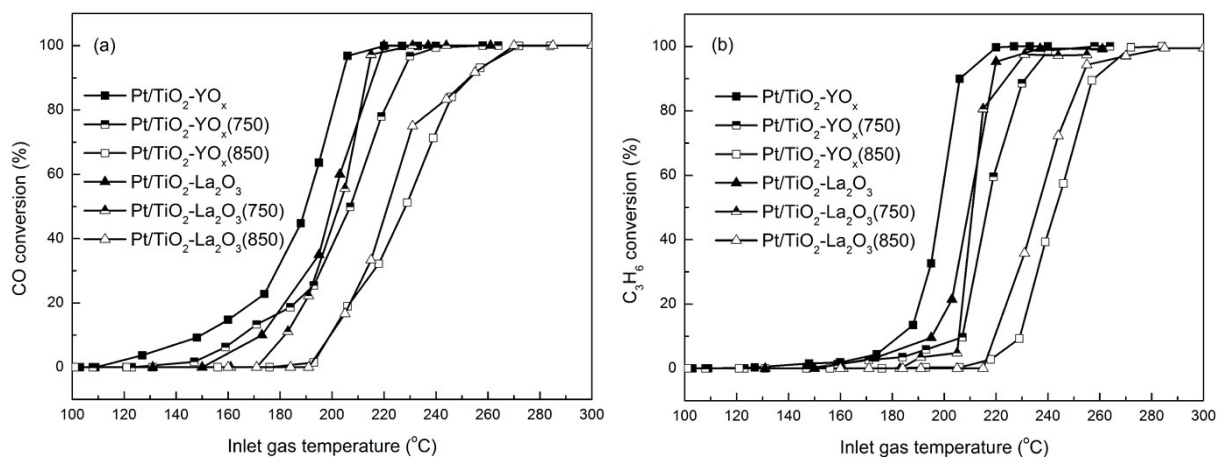 (a)
100
80
60
40
20
0
CO conversion (%)
Pt/TiO₂-YOₓ
Pt/TiO₂-YOₓ(750)
Pt/TiO₂-YOₓ(850)
Pt/TiO₂-La₂O₃
Pt/TiO₂-La₂O₃(750)
Pt/TiO₂-La₂O₃(850)
100 120 140 160 180 200 220 240 260 280 300
Inlet gas temperature (°C)
(b)
100
80
60
40
20
0
C₃H₆ conversion (%)
Pt/TiO₂-YOₓ
Pt/TiO₂-YOₓ(750)
Pt/TiO₂-YOₓ(850)
Pt/TiO₂-La₂O₃
Pt/TiO₂-La₂O₃(750)
Pt/TiO₂-La₂O₃(850)
100 120 140 160 180 200 220 240 260 280 300
Inlet gas temperature (°C)